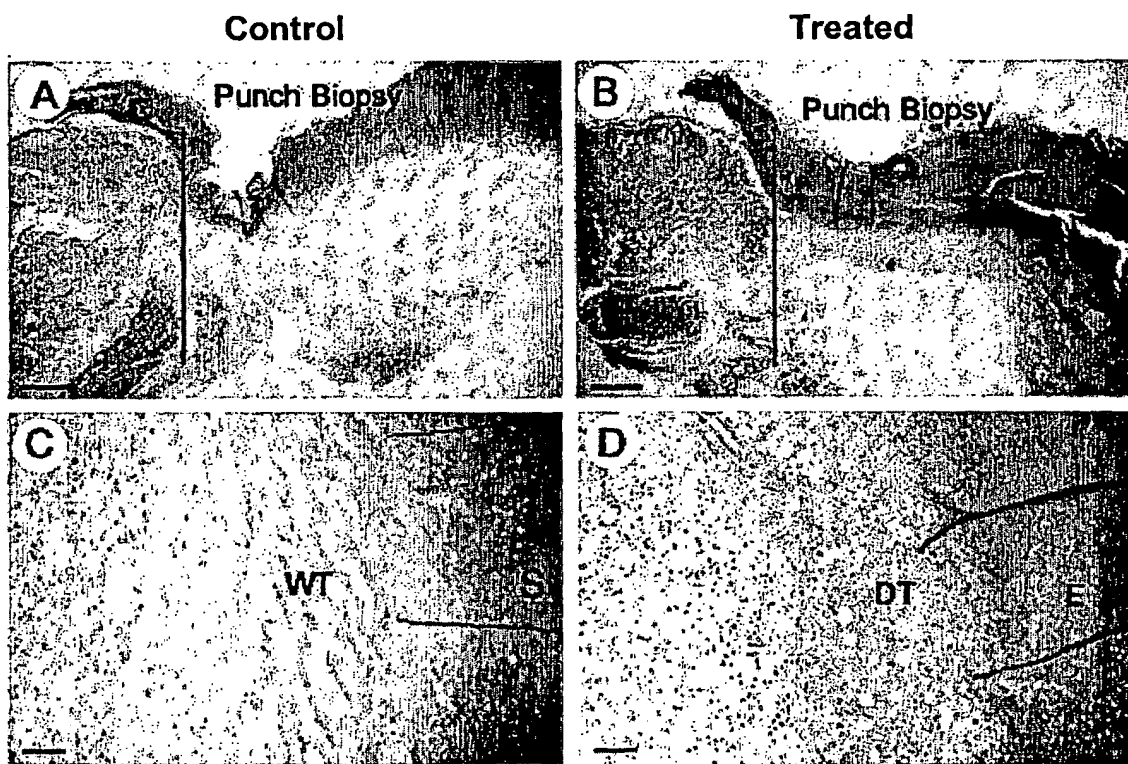 Control
Treated
A
Punch Biopsy
B
Punch Biopsy
C
WT
D
DT
E